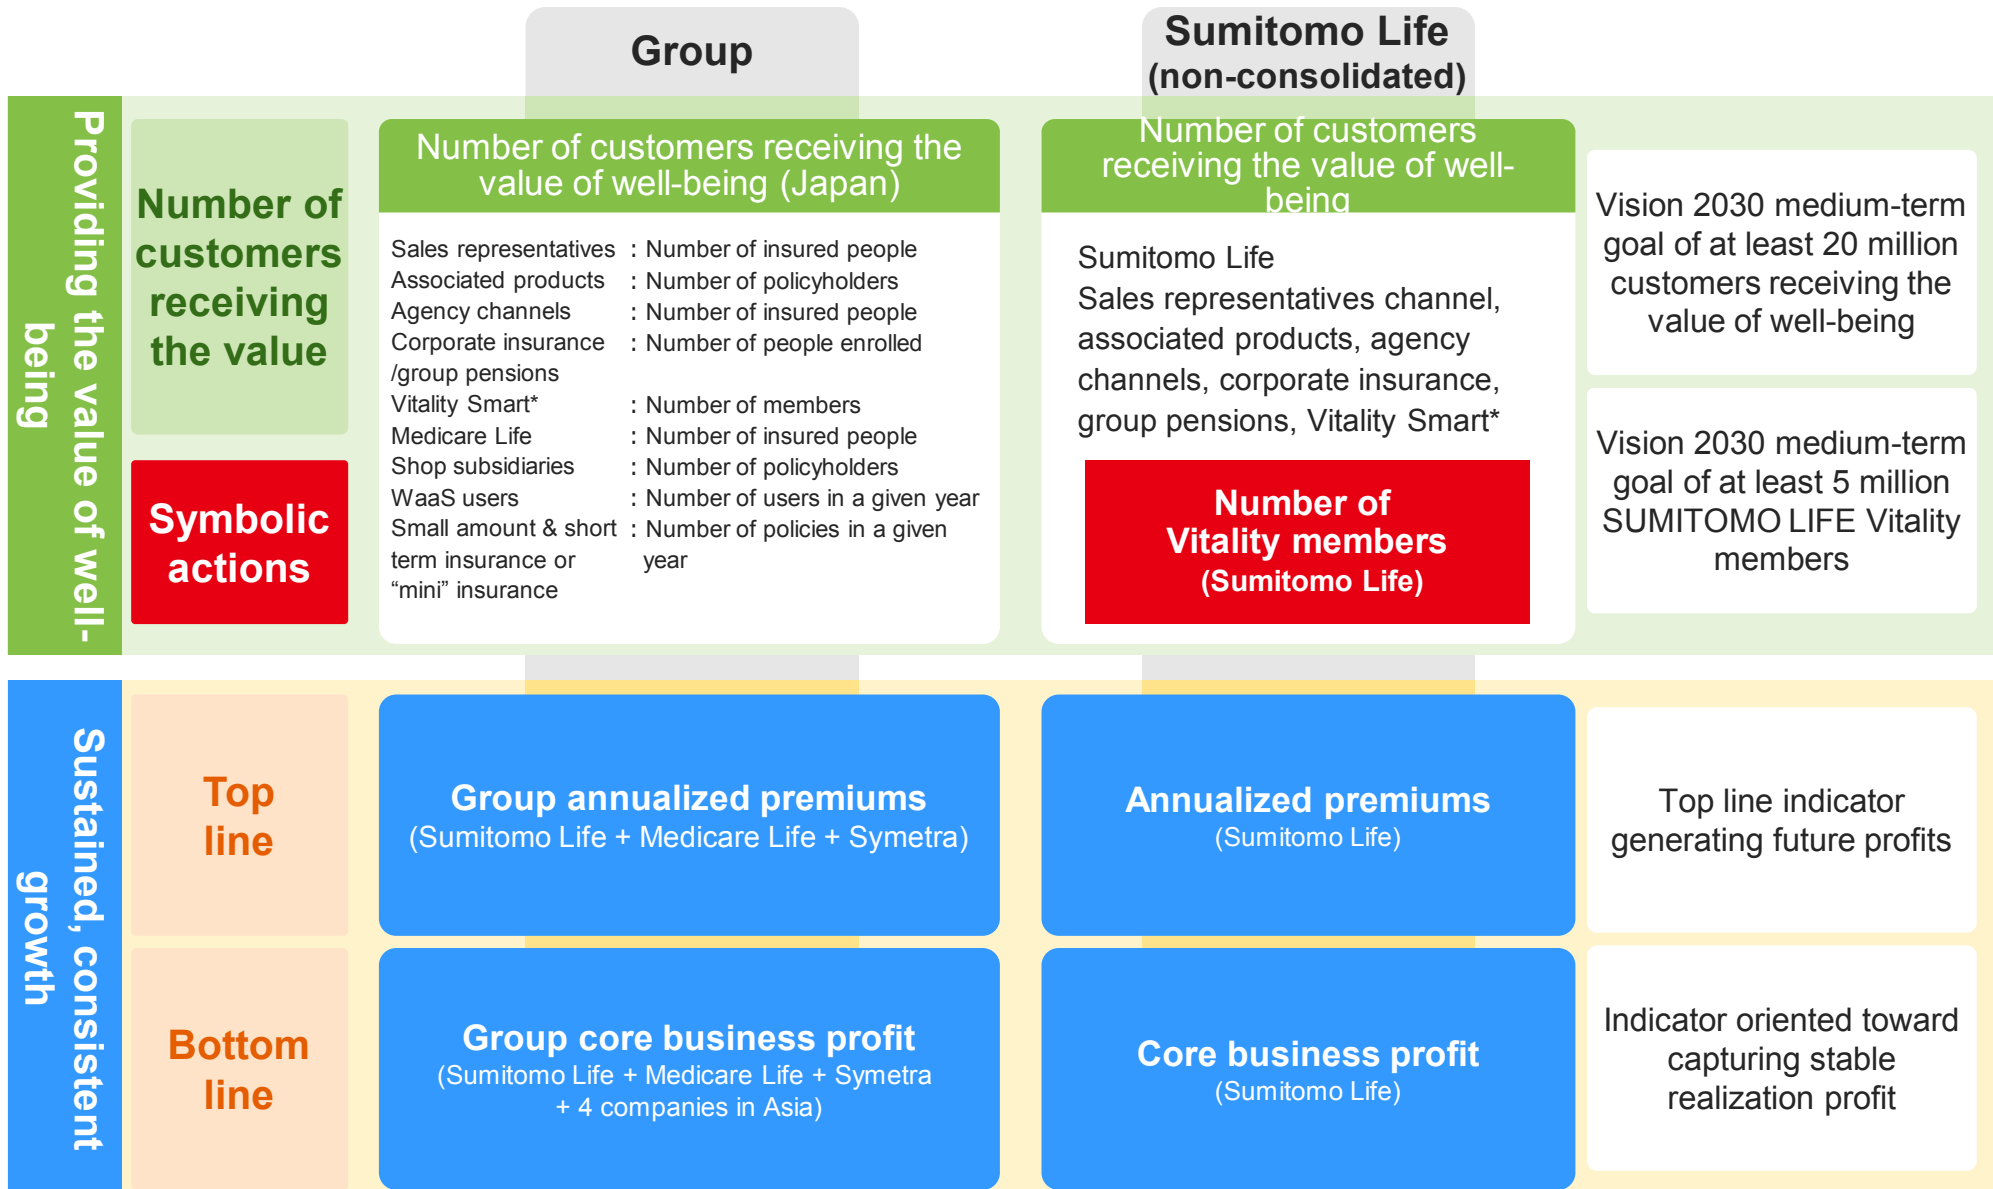 Group
Sumitomo Life
(non-consolidated)
Providing the value of well-
being
Number of
customers
receiving
the value
Symbolic
actions
Number of customers receiving the
value of well-being (Japan)
Sales representatives : Number of insured people
Associated products : Number of policyholders
Agency channels : Number of insured people
Corporate insurance : Number of people enrolled
/group pensions
Vitality Smart* : Number of members
Medicare Life : Number of insured people
Shop subsidiaries : Number of policyholders
WaaS users : Number of users in a given year
Small amount & short : Number of policies in a given
term insurance or year
“mini” insurance
Number of customers
receiving the value of well-
being
Sumitomo Life
Sales representatives channel,
associated products, agency
channels, corporate insurance,
group pensions, Vitality Smart*
Number of
Vitality members
(Sumitomo Life)
Vision 2030 medium-term
goal of at least 20 million
customers receiving the
value of well-being
Vision 2030 medium-term
goal of at least 5 million
SUMITOMO LIFE Vitality
members
Sustained, consistent
growth
Top
line
Group annualized premiums
(Sumitomo Life + Medicare Life + Symetra)
Annualized premiums
(Sumitomo Life)
Top line indicator
generating future profits
Bottom
line
Group core business profit
(Sumitomo Life + Medicare Life + Symetra
+ 4 companies in Asia)
Core business profit
(Sumitomo Life)
Indicator oriented toward
capturing stable
realization profit